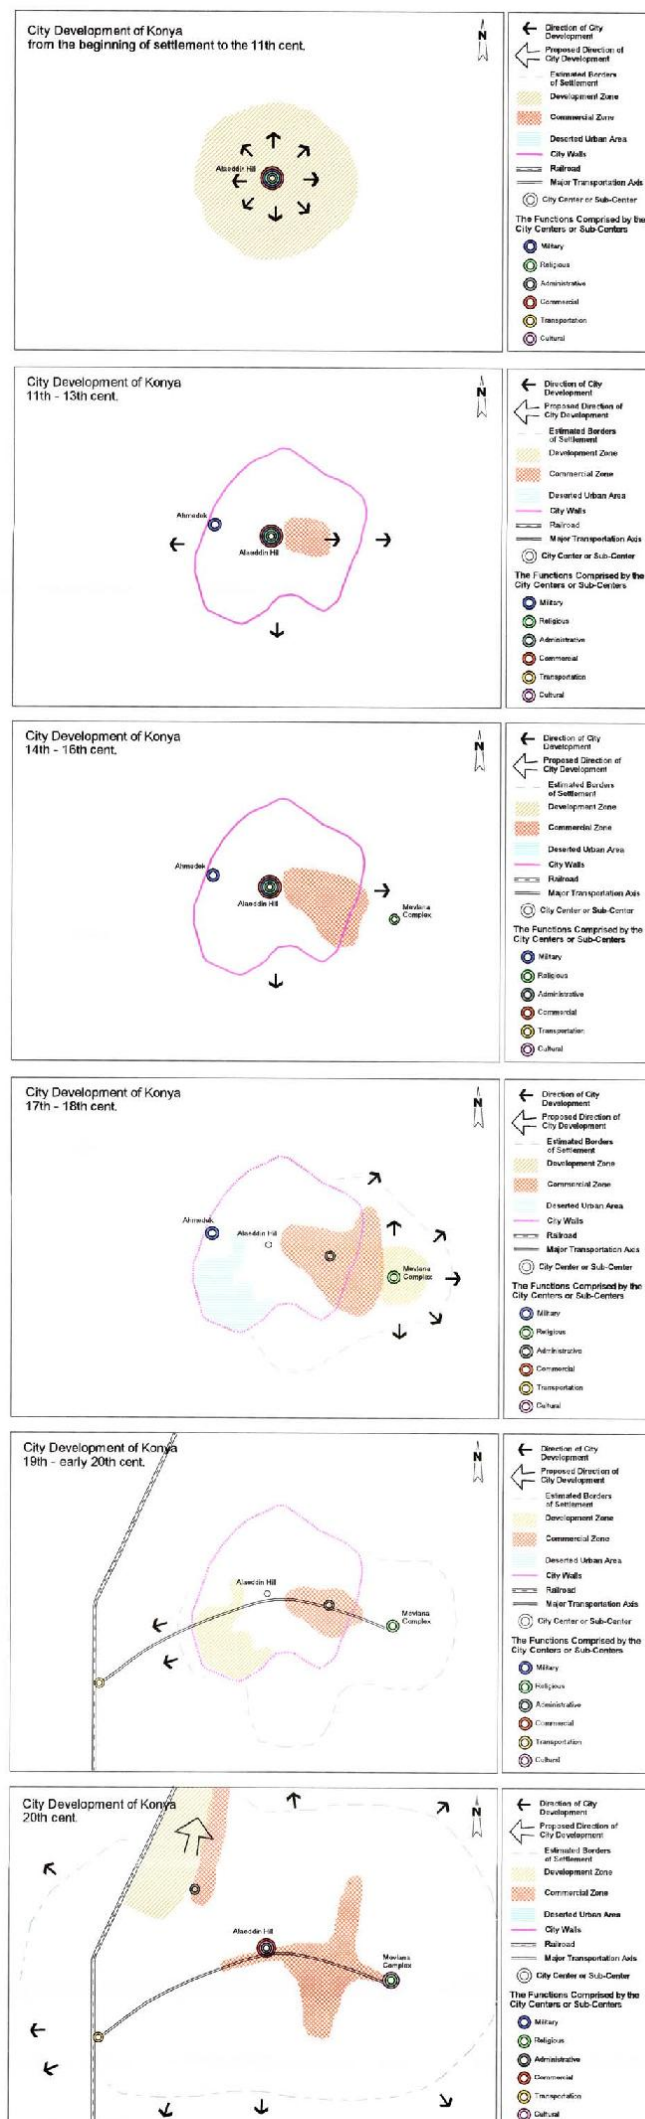 City Development of Konya
from the beginning of settlement to the 11th cent.
N
Alaeddin Hill
Direction of City
Development
Proposed Direction of
City Development
Estimated Borders
of Settlement
Development Zone
Commercial Zone
Deserted Urban Area
City Walls
Railroad
Major Transportation Axis
City Center or Sub-Center
The Functions Comprised by the
City Centers or Sub-Centers
Military
Religious
Administrative
Commercial
Transportation
Cultural
City Development of Konya
11th - 13th cent.
N
Ahmedek
Alaeddin Hill
Direction of City
Development
Proposed Direction of
City Development
Estimated Borders
of Settlement
Development Zone
Commercial Zone
Deserted Urban Area
City Walls
Railroad
Major Transportation Axis
City Center or Sub-Center
The Functions Comprised by the
City Centers or Sub-Centers
Military
Religious
Administrative
Commercial
Transportation
Cultural
City Development of Konya
14th - 16th cent.
N
Ahmedek
Alaeddin Hill
Mevlana
Complex
Direction of City
Development
Proposed Direction of
City Development
Estimated Borders
of Settlement
Development Zone
Commercial Zone
Deserted Urban Area
City Walls
Railroad
Major Transportation Axis
City Center or Sub-Center
The Functions Comprised by the
City Centers or Sub-Centers
Military
Religious
Administrative
Commercial
Transportation
Cultural
City Development of Konya
17th - 18th cent.
N
Ahmedek
Alaeddin Hill
Mevlana
Complex
Direction of City
Development
Proposed Direction of
City Development
Estimated Borders
of Settlement
Development Zone
Commercial Zone
Deserted Urban Area
City Walls
Railroad
Major Transportation Axis
City Center or Sub-Center
The Functions Comprised by the
City Centers or Sub-Centers
Military
Religious
Administrative
Commercial
Transportation
Cultural
City Development of Konya
19th - early 20th cent.
N
Alaeddin Hill
Mevlana
Complex
Direction of City
Development
Proposed Direction of
City Development
Estimated Borders
of Settlement
Development Zone
Commercial Zone
Deserted Urban Area
City Walls
Railroad
Major Transportation Axis
City Center or Sub-Center
The Functions Comprised by the
City Centers or Sub-Centers
Military
Religious
Administrative
Commercial
Transportation
Cultural
City Development of Konya
20th cent.
N
Alaeddin Hill
Mevlana
Complex
Direction of City
Development
Proposed Direction of
City Development
Estimated Borders
of Settlement
Development Zone
Commercial Zone
Deserted Urban Area
City Walls
Railroad
Major Transportation Axis
City Center or Sub-Center
The Functions Comprised by the
City Centers or Sub-Centers
Military
Religious
Administrative
Commercial
Transportation
Cultural